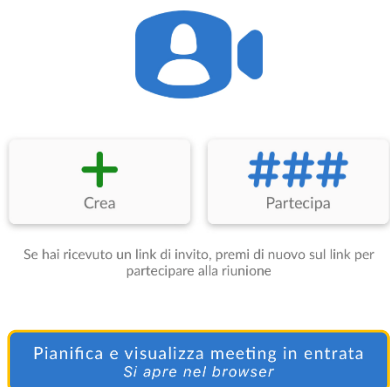 ###
Crea
Partecipa
Se hai ricevuto un link di invito, premi di nuovo sul link per
partecipare alla riunione
Pianifica e visualizza meeting in entrata
Si apre nel browser